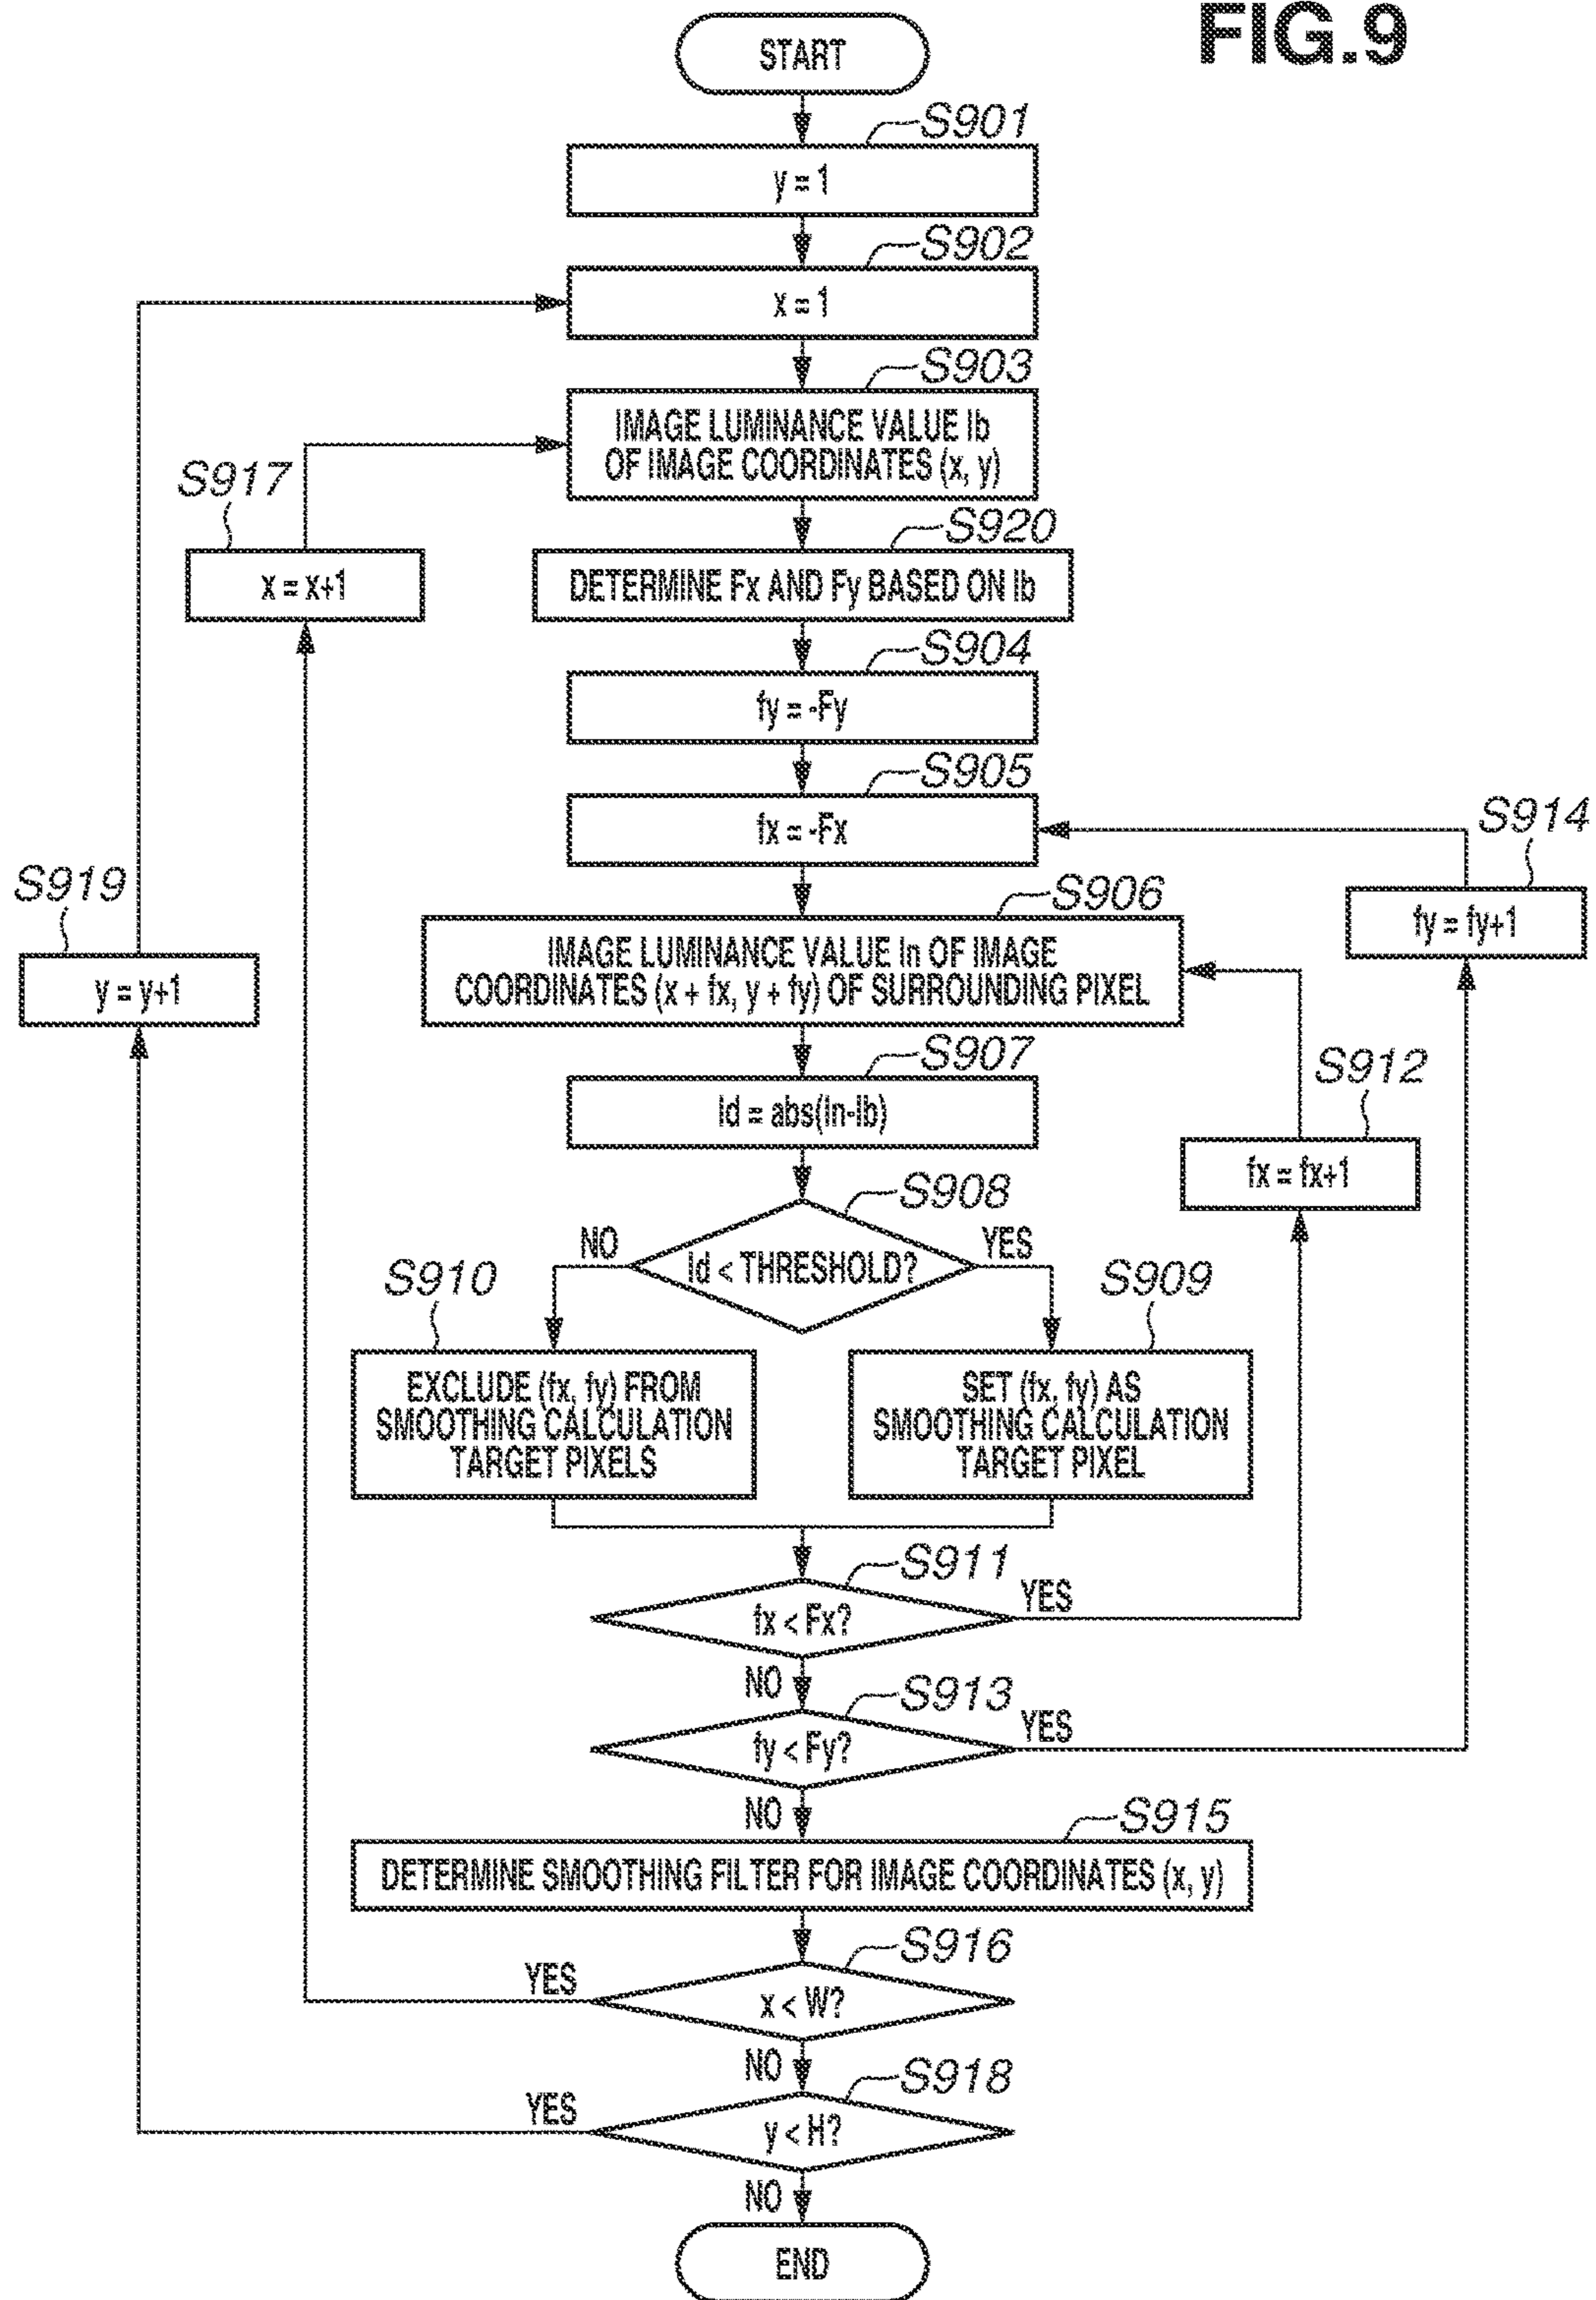 FIG.9
START
S901
y = 1
S902
x = 1
S903
IMAGE LUMINANCE VALUE Ib
OF IMAGE COORDINATES (x, y)
S917
x = x+1
S920
DETERMINE Fx AND Fy BASED ON Ib
S904
fy = -Fy
S905
fx = -Fx
S914
fy = fy+1
S919
y = y+1
S906
IMAGE LUMINANCE VALUE In OF IMAGE
COORDINATES (x + fx, y + fy) OF SURROUNDING PIXEL
S907
Id = abs(In-Ib)
S912
fx = fx+1
S908
Id < THRESHOLD?
NO
YES
S910
EXCLUDE (fx, fy) FROM
SMOOTHING CALCULATION
TARGET PIXELS
S909
SET (fx, fy) AS
SMOOTHING CALCULATION
TARGET PIXEL
S911
fx < Fx?
YES
NO
S913
fy < Fy?
YES
NO
S915
DETERMINE SMOOTHING FILTER FOR IMAGE COORDINATES (x, y)
S916
YES
x < W?
NO
S918
YES
y < H?
NO
END